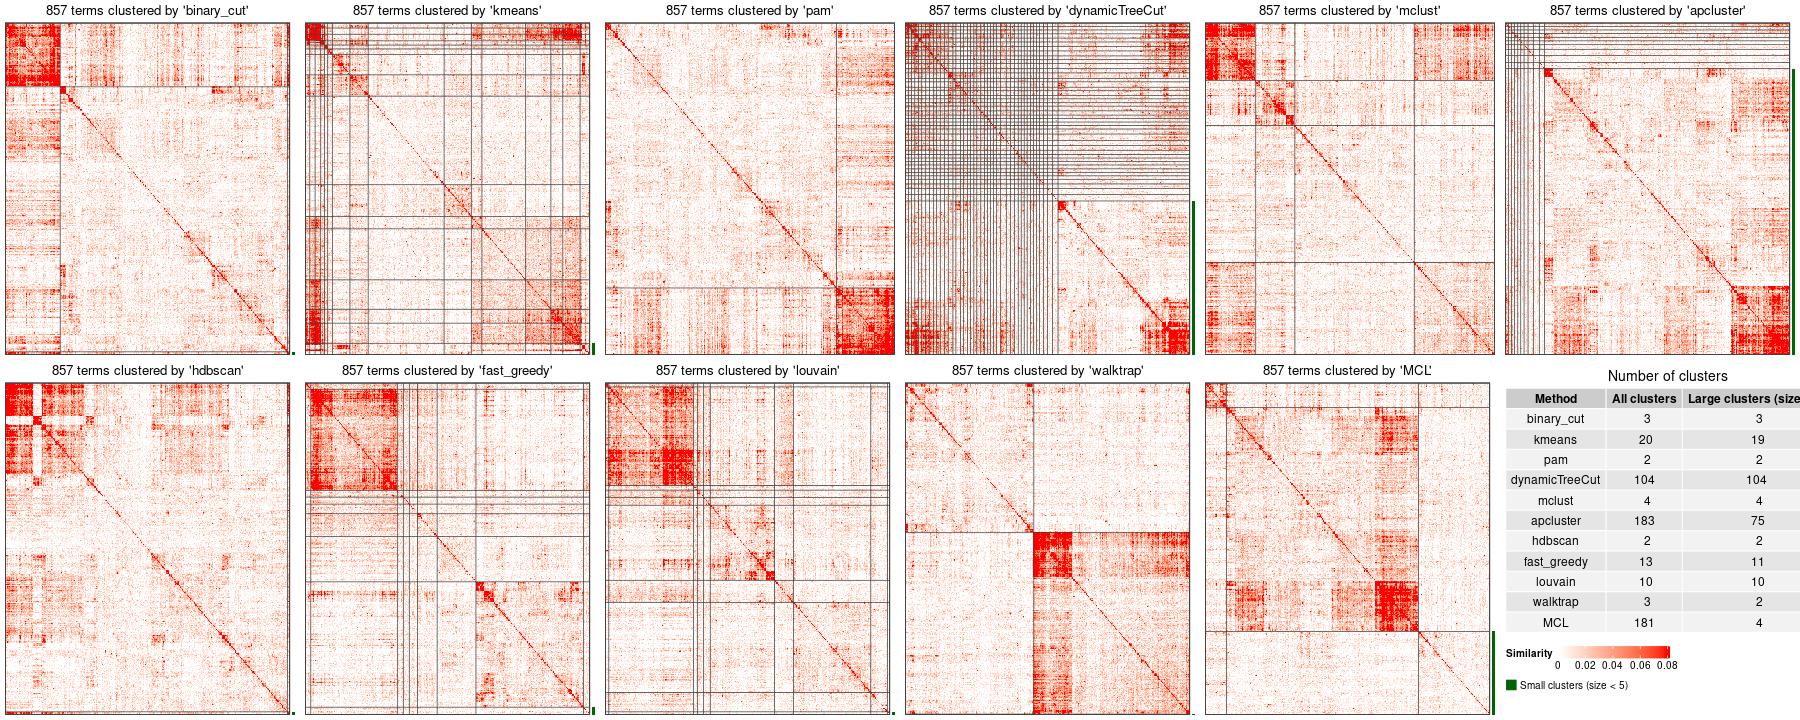 857 terms clustered by 'binary_cut'
857 terms clustered by 'kmeans'
857 terms clustered by 'pam'
857 terms clustered by 'dynamicTreeCut'
857 terms clustered by 'mclust'
857 terms clustered by 'apcluster'
857 terms clustered by 'hdbscan'
857 terms clustered by 'fast_greedy'
857 terms clustered by 'louvain'
857 terms clustered by 'walktrap'
857 terms clustered by 'MCL'
Number of clusters
Method All clusters Large clusters (size
binary_cut 3 3
kmeans 20 19
pam 2 2
dynamicTreeCut 104 104
mclust 4 4
apcluster 183 75
hdbscan 2 2
fast_greedy 13 11
louvain 10 10
walktrap 3 2
MCL 181 4
Similarity
0 0.02 0.04 0.06 0.08
Small clusters (size < 5)